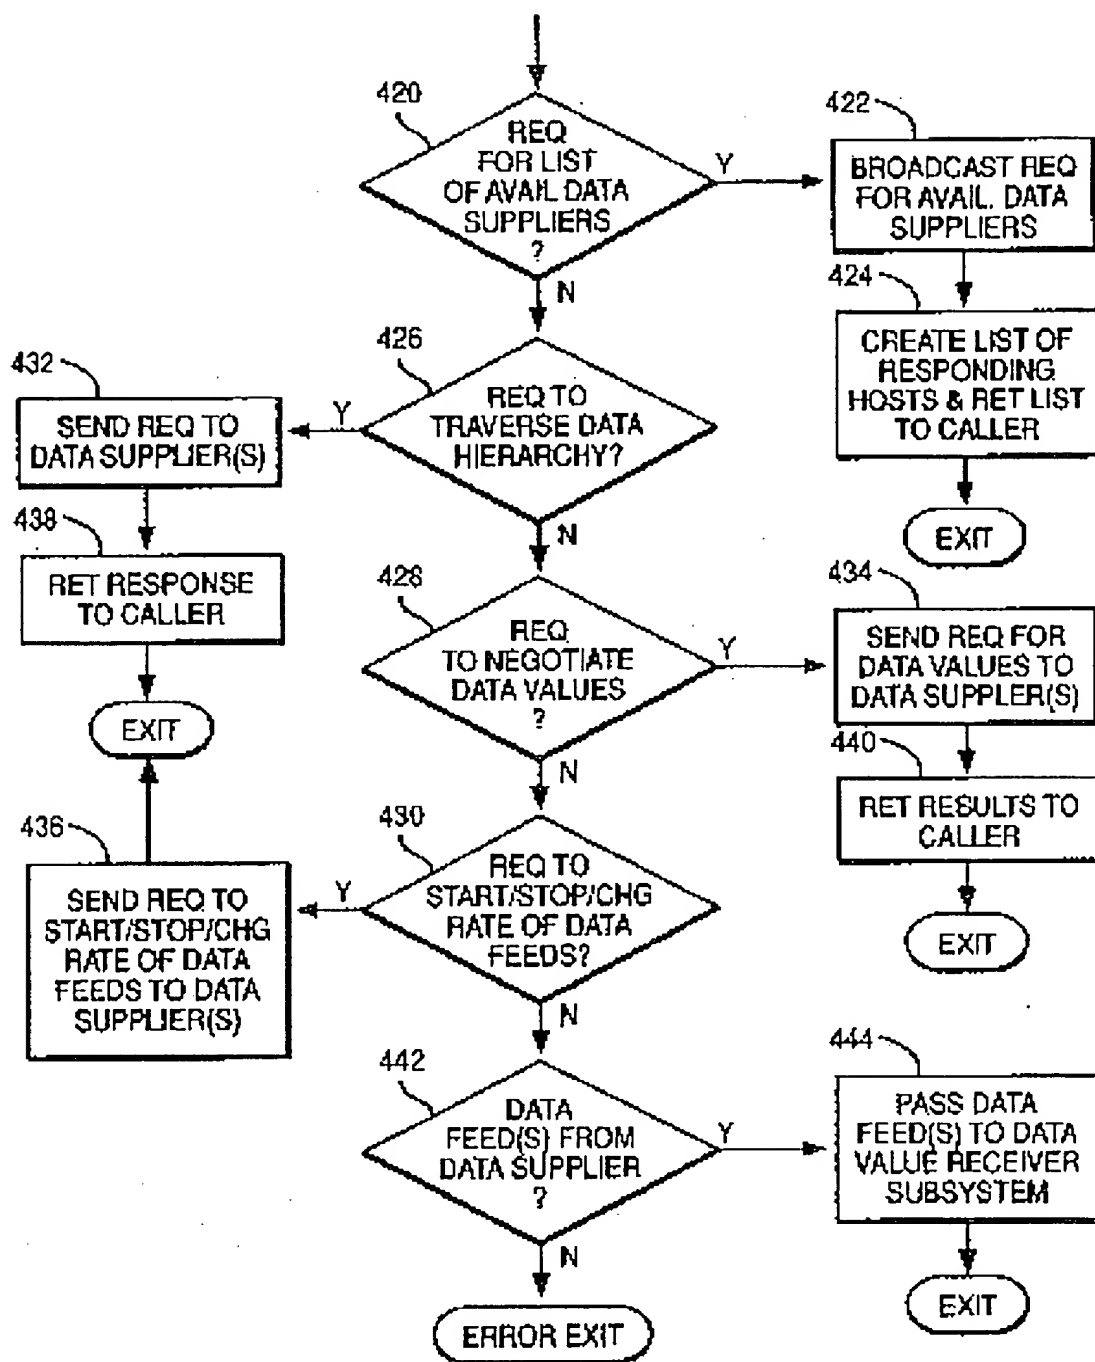 420
REQ
FOR LIST
OF AVAIL DATA
SUPPLIERS
?
Y
N
422
BROADCAST REQ
FOR AVAIL. DATA
SUPPLIERS
424
CREATE LIST OF
RESPONDING
HOSTS & RET LIST
TO CALLER
EXIT
426
REQ TO
TRAVERSE DATA
HIERARCHY?
Y
N
432
SEND REQ TO
DATA SUPPLIER(S)
438
RET RESPONSE
TO CALLER
EXIT
428
REQ
TO NEGOTIATE
DATA VALUES
?
Y
N
434
SEND REQ FOR
DATA VALUES TO
DATA SUPPLER(S)
440
RET RESULTS TO
CALLER
EXIT
430
REQ TO
START/STOP/CHG
RATE OF DATA
FEEDS?
Y
N
436
SEND REQ TO
START/STOP/CHG
RATE OF DATA
FEEDS TO DATA
SUPPLIER(S)
442
DATA
FEED(S) FROM
DATA SUPPLIER
?
Y
N
444
PASS DATA
FEED(S) TO DATA
VALUE RECEIVER
SUBSYSTEM
EXIT
ERROR EXIT